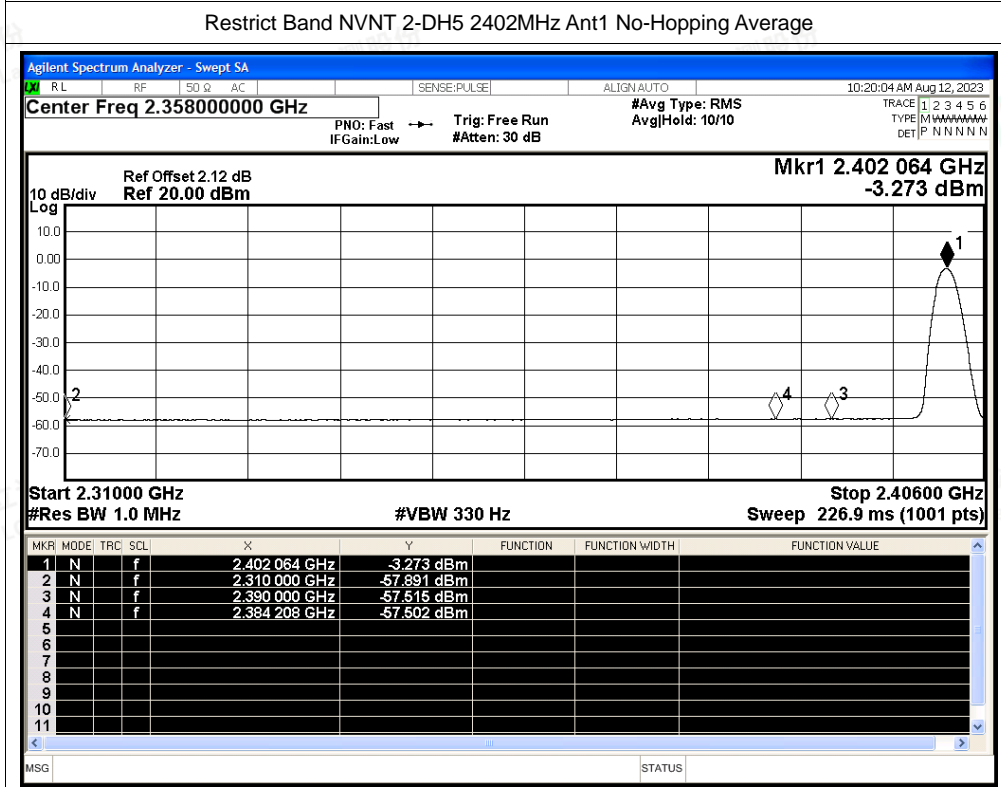 Restrict Band NVNT 2-DH5 2402MHz Ant1 No-Hopping Average
Agilent Spectrum Analyzer - Swept SA
LXI RL RF 50 Ω AC SENSE:PULSE ALIGN AUTO 10:20:04 AM Aug 12, 2023
Center Freq 2.358000000 GHz #Avg Type: RMS TRACE 1 2 3 4 5 6
PNO: Fast Trig: Free Run Avg|Hold: 10/10 TYPE M
IFGain:Low #Atten: 30 dB DET P N N N N N
Mkr1 2.402 064 GHz
Ref Offset 2.12 dB
10 dB/div Ref 20.00 dBm -3.273 dBm
Log
10.0
1
0.00
-10.0
-20.0
-30.0
-40.0
-50.0 2 4 3
-60.0
-70.0
Start 2.31000 GHz Stop 2.40600 GHz
#Res BW 1.0 MHz #VBW 330 Hz Sweep 226.9 ms (1001 pts)
MKR MODE TRC SCL X Y FUNCTION FUNCTION WIDTH FUNCTION VALUE
1 N f 2.402 064 GHz -3.273 dBm
2 N f 2.310 000 GHz -57.891 dBm
3 N f 2.390 000 GHz -57.515 dBm
4 N f 2.384 208 GHz -57.502 dBm
5
6
7
8
9
10
11
MSG STATUS